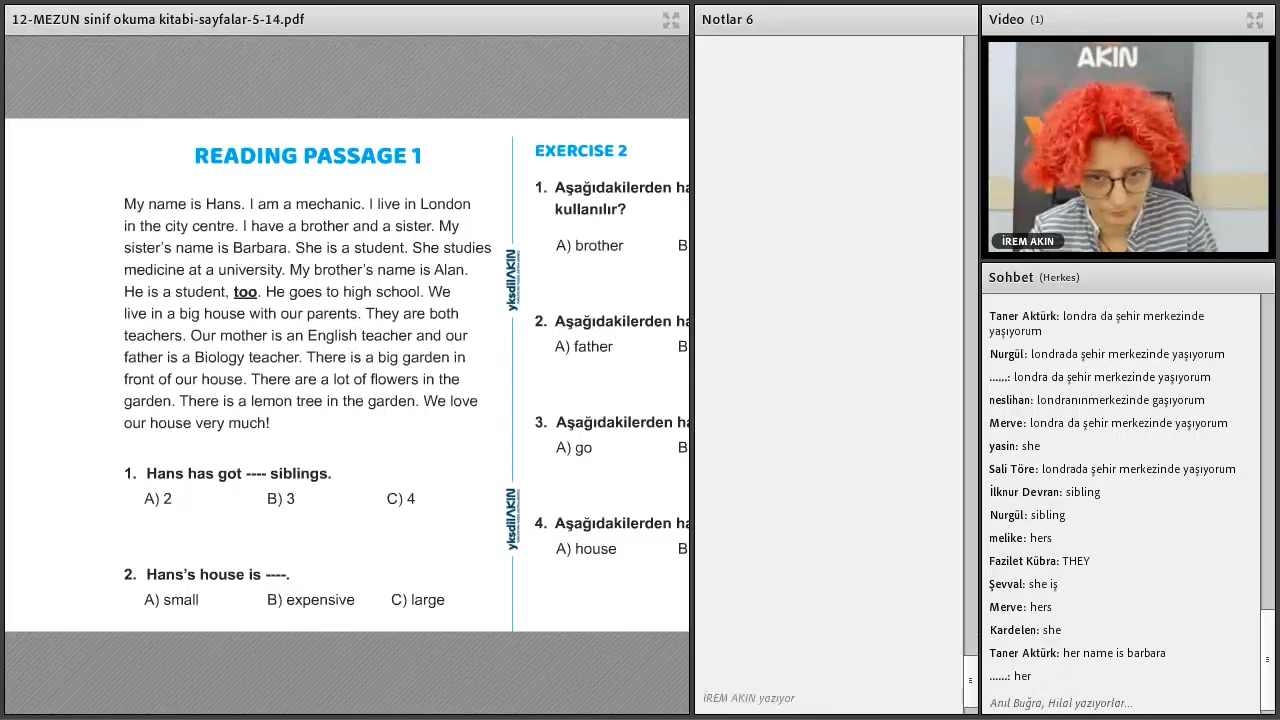 12-MEZUN sinif okuma kitabi-sayfalar-5-14.pdf
READING PASSAGE 1
My name is Hans. I am a mechanic. I live in London
in the city centre. I have a brother and a sister. My
sister's name is Barbara. She is a student. She studies
medicine at a university. My brother's name is Alan.
He is a student, too. He goes to high school. We
live in a big house with our parents. They are both
teachers. Our mother is an English teacher and our
father is a Biology teacher. There is a big garden in
front of our house. There are a lot of flowers in the
garden. There is a lemon tree in the garden. We love
our house very much!
1. Hans has got ---- siblings.
A) 2 B) 3 C) 4
2. Hans's house is ----.
A) small B) expensive C) large
yksdilAKIN
yksdilAKIN
EXERCISE 2
1. Aşağıdakilerden ha
kullanılır?
A) brother B
2. Aşağıdakilerden ha
A) father B
3. Aşağıdakilerden ha
A) go B
4. Aşağıdakilerden ha
A) house B
Notlar 6
İREM AKIN yazıyor
Video (1)
AKIN
İREM AKIN
Sohbet (Herkes)
Taner Aktürk: londra da şehir merkezinde
yaşıyorum
Nurgül: londrada şehir merkezinde yaşıyorum
......: londra da şehir merkezinde yaşıyorum
neslihan: londranınmerkezinde gaşıyorum
Merve: londra da şehir merkezinde yaşıyorum
yasin: she
Sali Töre: londrada şehir merkezinde yaşıyorum
İlknur Devran: sibling
Nurgül: sibling
melike: hers
Fazilet Kübra: THEY
Şevval: she iş
Merve: hers
Kardelen: she
Taner Aktürk: her name is barbara
......: her
Anıl Buğra, Hilal yazıyorlar...